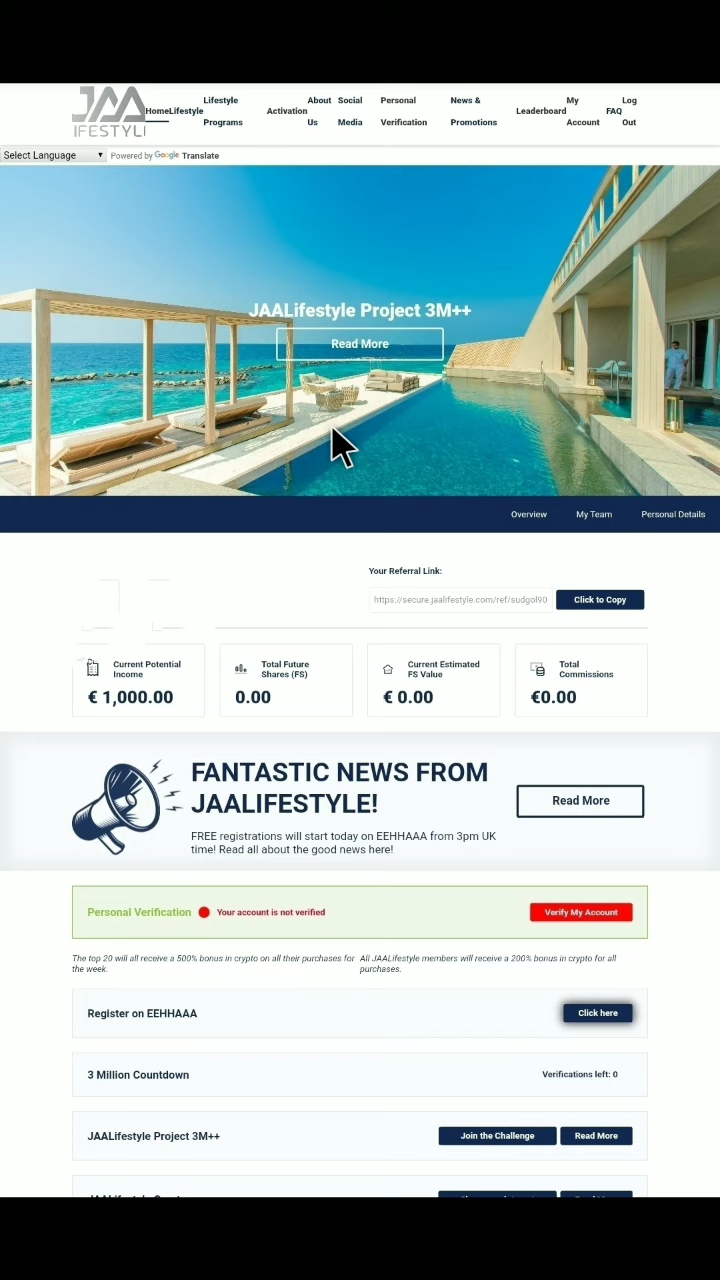 JAA
IFESTYLI
Home
Lifestyle
Lifestyle
Programs
Activation
About
Us
Social
Media
Personal
Verification
News &
Promotions
Leaderboard
My
Account
FAQ
Log
Out
Select Language
Powered by Google Translate
JAALifestyle Project 3M++
Read More
Overview My Team Personal Details
Your Referral Link:
https://secure.jaalifestyle.com/ref/sudgol90
Click to Copy
Current Potential
Income
€ 1,000.00
Total Future
Shares (FS)
0.00
Current Estimated
FS Value
€ 0.00
Total
Commissions
€0.00
FANTASTIC NEWS FROM
JAALIFESTYLE!
FREE registrations will start today on EEHHAAA from 3pm UK
time! Read all about the good news here!
Read More
Personal Verification Your account is not verified Verify My Account
The top 20 will all receive a 500% bonus in crypto on all their purchases for
the week.
All JAALifestyle members will receive a 200% bonus in crypto for all
purchases.
Register on EEHHAAA Click here
3 Million Countdown Verifications left: 0
JAALifestyle Project 3M++ Join the Challenge Read More